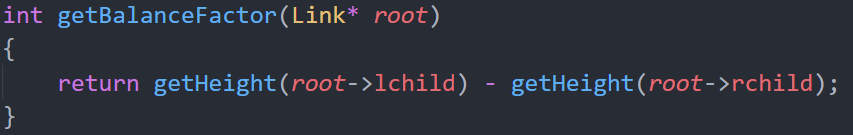 int getBalanceFactor(Link* root)
{
    return getHeight(root->lchild) - getHeight(root->rchild);
}